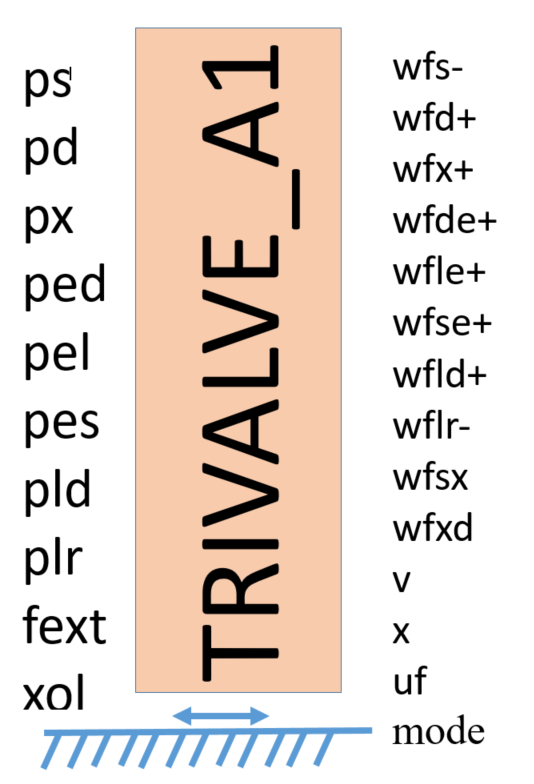 ps
pd
px
ped
pel
pes
pld
plr
fext
xol
TRIVALVE_A1
wfs-
wfd+
wfx+
wfde+
wfle+
wfse+
wfld+
wflr-
wfsx
wfxd
v
x
uf
mode